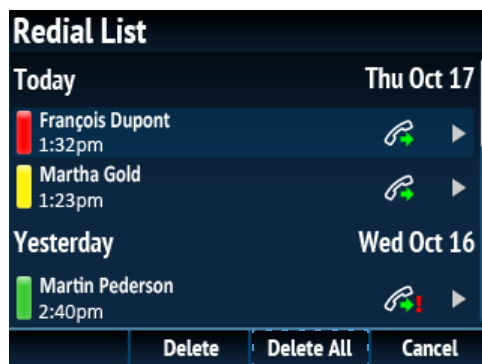 Redial List
Today Thu Oct 17
François Dupont
1:32pm
Martha Gold
1:23pm
Yesterday Wed Oct 16
Martin Pederson
2:40pm
Delete Delete All Cancel